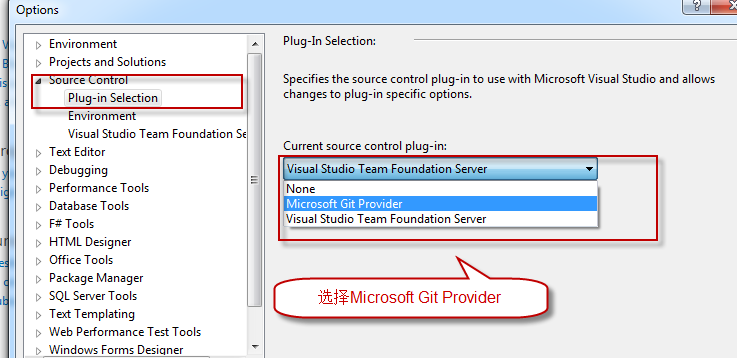 Options
Environment
Projects and Solutions
Source Control
Plug-in Selection
Environment
Visual Studio Team Foundation Se
Text Editor
Debugging
Performance Tools
Database Tools
F# Tools
HTML Designer
Office Tools
Package Manager
SQL Server Tools
Text Templating
Web Performance Test Tools
Windows Forms Designer
Plug-In Selection:
Specifies the source control plug-in to use with Microsoft Visual Studio and allows
changes to plug-in specific options.
Current source control plug-in:
Visual Studio Team Foundation Server
None
Microsoft Git Provider
Visual Studio Team Foundation Server
选择Microsoft Git Provider